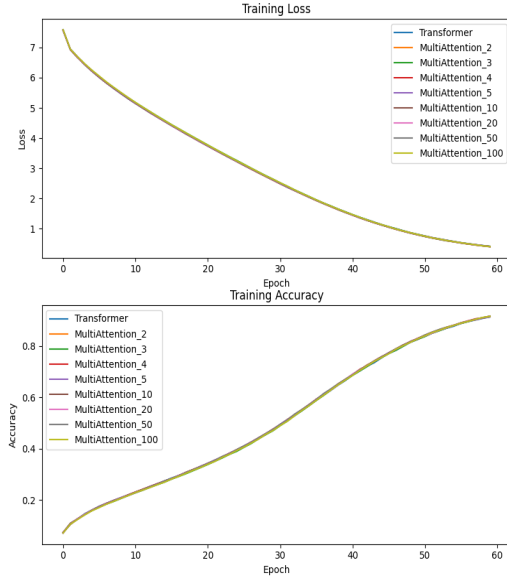 Training Loss
7
6
5
4
3
2
1
Loss
Transformer
MultiAttention_2
MultiAttention_3
MultiAttention_4
MultiAttention_5
MultiAttention_10
MultiAttention_20
MultiAttention_50
MultiAttention_100
0 10 20 30 40 50 60
Epoch
Training Accuracy
0.8
0.6
0.4
0.2
Accuracy
Transformer
MultiAttention_2
MultiAttention_3
MultiAttention_4
MultiAttention_5
MultiAttention_10
MultiAttention_20
MultiAttention_50
MultiAttention_100
0 10 20 30 40 50 60
Epoch